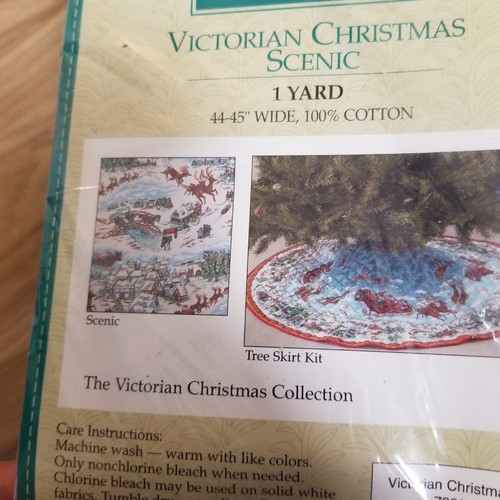 VICTORIAN CHRISTMAS
SCENIC
1 YARD
44-45" WIDE, 100% COTTON
Scenic
Tree Skirt Kit
The Victorian Christmas Collection
Care Instructions:
Machine wash — warm with like colors.
Only nonchlorine bleach when needed.
Chlorine bleach may be used on solid white
fabrics. Tumble
Victorian Christm